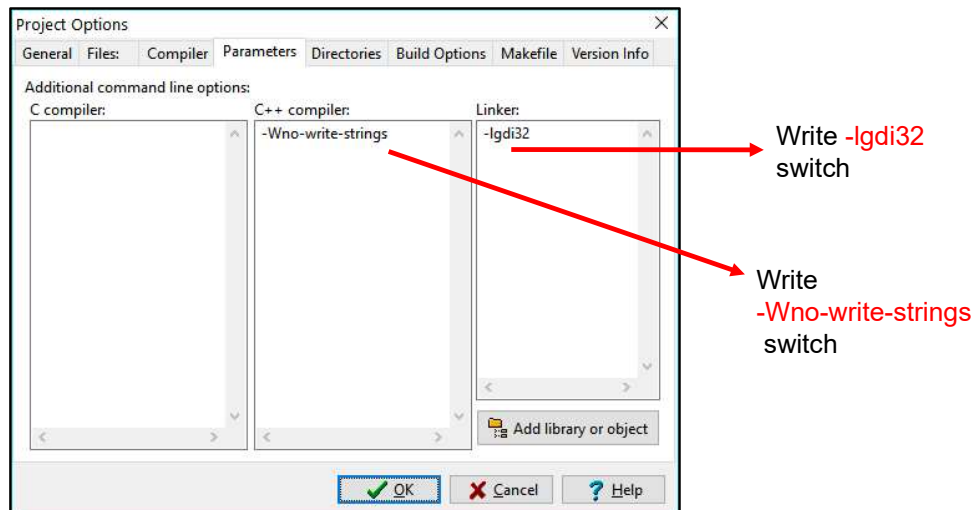 Project Options
General Files: Compiler Parameters Directories Build Options Makefile Version Info
Additional command line options:
C compiler: C++ compiler: Linker:
-Wno-write-strings -lgdi32
Write -lgdi32
switch
Write
-Wno-write-strings
switch
Add library or object
OK Cancel Help